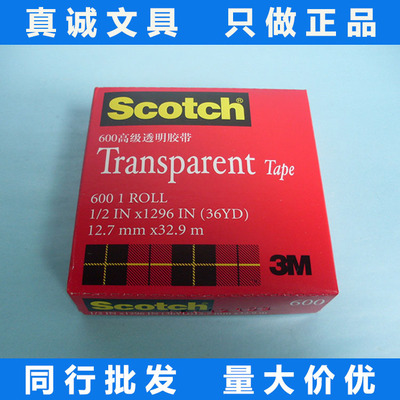 真诚文具 只做正品
Scotch
600高级透明胶带
Transparent Tape
600 1 ROLL
1/2 IN x1296 IN (36YD)
12.7 mm x32.9 m
3M
Scotch
600
同行批发 量大价优